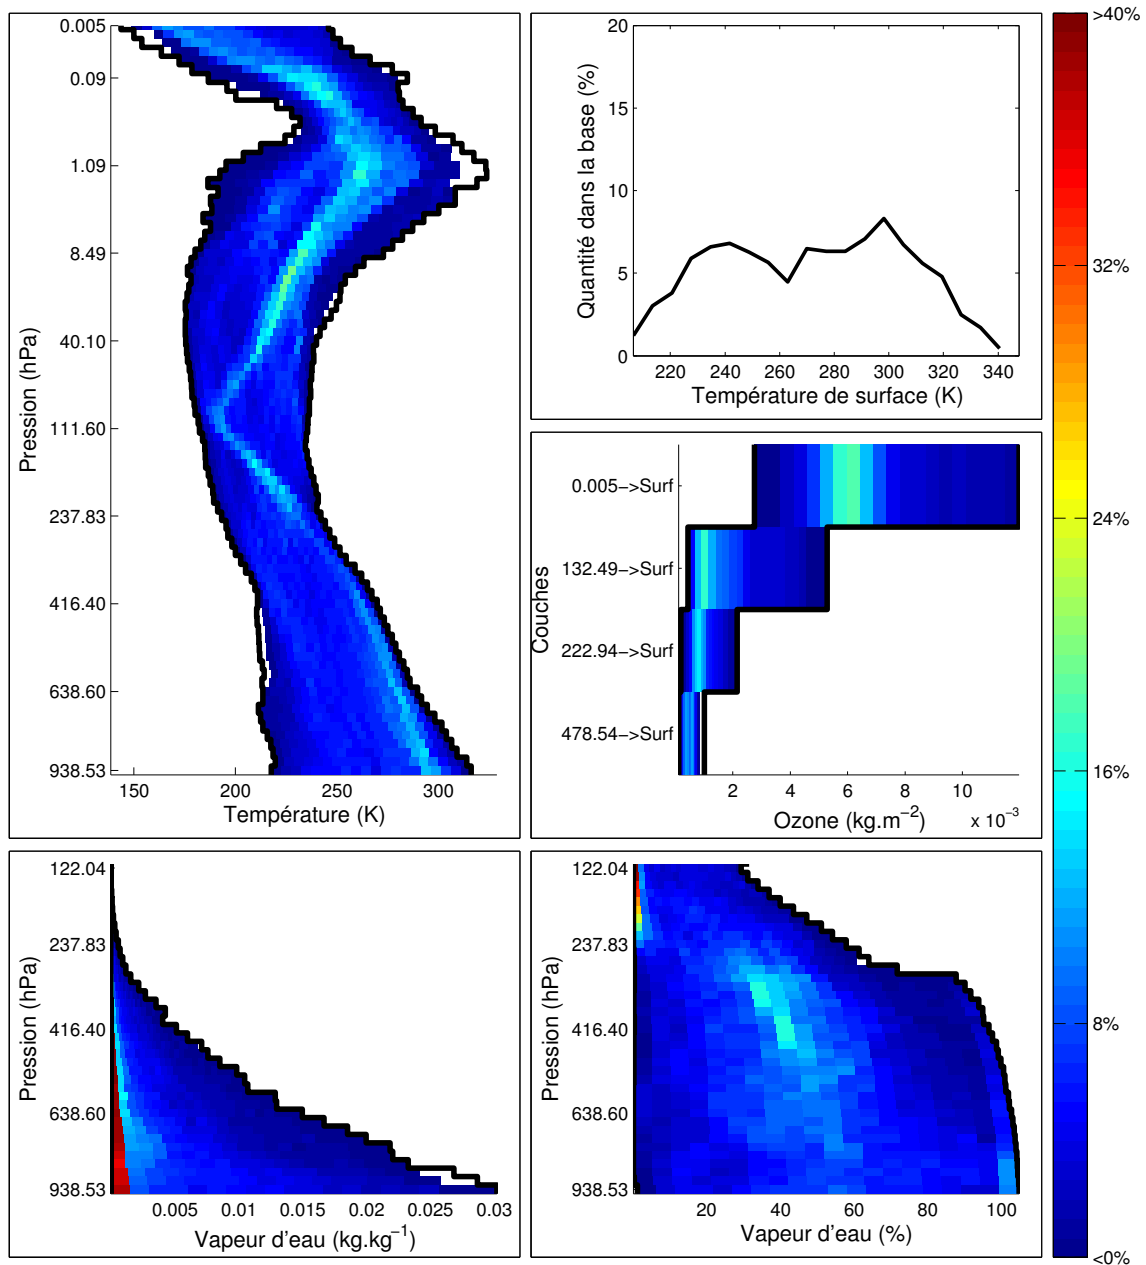 0.005
0.09
1.09
8.49
40.10
111.60
237.83
416.40
638.60
938.53
Pression (hPa)
150 200 250 300
Température (K)
20
15
10
5
0
Quantité dans la base (%)
220 240 260 280 300 320 340
Température de surface (K)
0.005−>Surf
132.49−>Surf
222.94−>Surf
478.54−>Surf
Couches
2 4 6 8 10
x 10⁻³
Ozone (kg.m⁻²)
122.04
237.83
416.40
638.60
938.53
Pression (hPa)
0.005 0.01 0.015 0.02 0.025 0.03
Vapeur d'eau (kg.kg⁻¹)
122.04
237.83
416.40
638.60
938.53
Pression (hPa)
20 40 60 80 100
Vapeur d'eau (%)
>40%
32%
24%
16%
8%
<0%